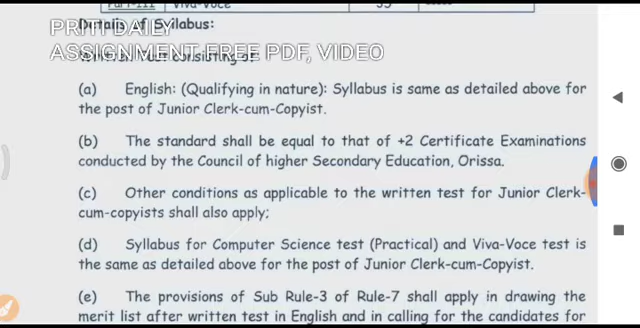 Part-III Viva-Voce 35 -----
Details of Syllabus:
PRITI DAILY
ASSIGNMENT FREE PDF, VIDEO
Written Test consisting of
(a) English: (Qualifying in nature): Syllabus is same as detailed above for
the post of Junior Clerk-cum-Copyist.
(b) The standard shall be equal to that of +2 Certificate Examinations
conducted by the Council of higher Secondary Education, Orissa.
(c) Other conditions as applicable to the written test for Junior Clerk-
cum-copyists shall also apply;
(d) Syllabus for Computer Science test (Practical) and Viva-Voce test is
the same as detailed above for the post of Junior Clerk-cum-Copyist.
(e) The provisions of Sub Rule-3 of Rule-7 shall apply in drawing the
merit list after written test in English and in calling for the candidates for